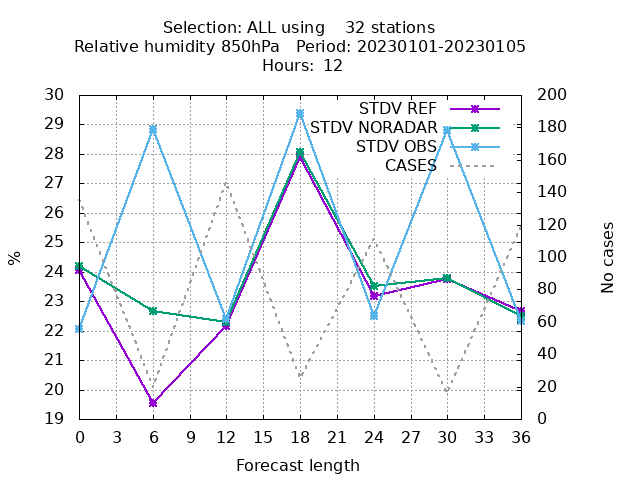 Selection: ALL using    32 stations
Relative humidity 850hPa   Period: 20230101-20230105
Hours:  12
STDV REF
STDV NORADAR
STDV OBS
CASES
30
29
28
27
26
25
24
23
22
21
20
19
%
200
180
160
140
120
100
80
60
40
20
0
No cases
0 3 6 9 12 15 18 21 24 27 30 33 36
Forecast length